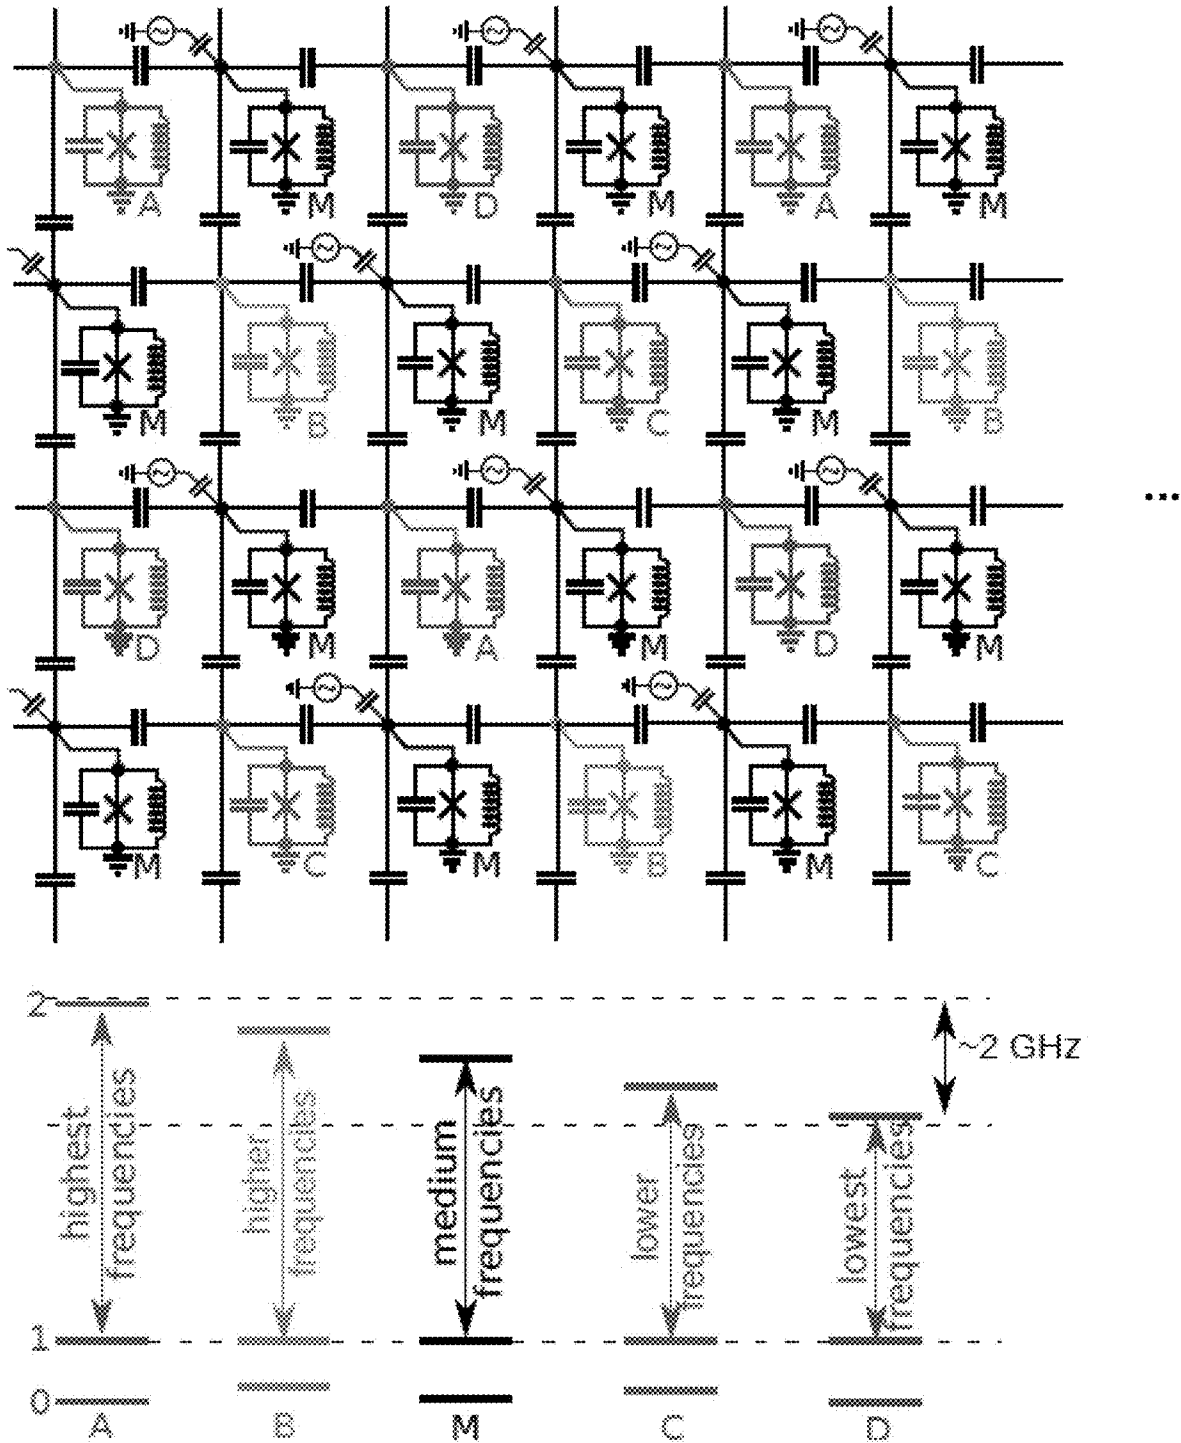 A M D M A M
M B M C M B
D M A M D M
...
M C M B M C
2
~2 GHz
highest
frequencies
higher
frequencies
medium
frequencies
lower
frequencies
lowest
frequencies
1
0
A B M C D